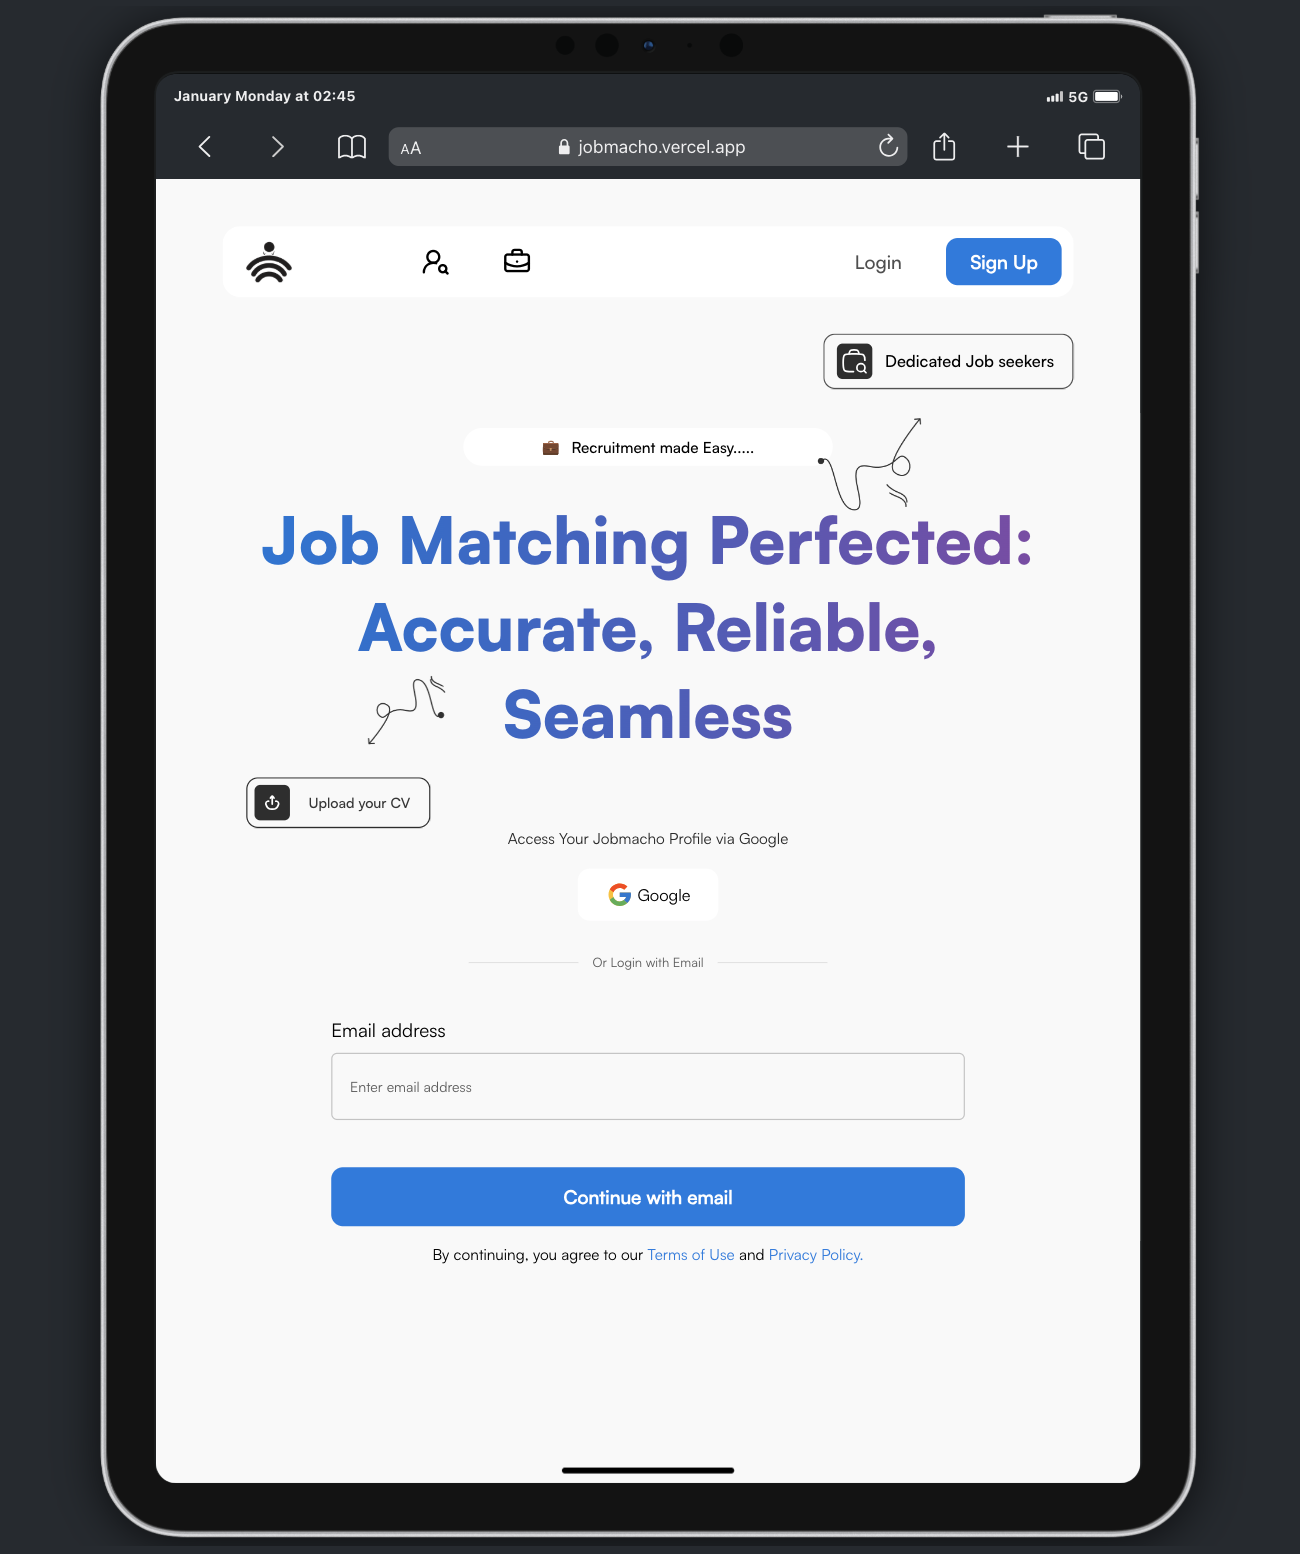 January Monday at 02:45
5G
AA
jobmacho.vercel.app
Login
Sign Up
Dedicated Job seekers
Recruitment made Easy.....
Job Matching Perfected:
Accurate, Reliable,
Seamless
Upload your CV
Access Your Jobmacho Profile via Google
Google
Or Login with Email
Email address
Enter email address
Continue with email
By continuing, you agree to our Terms of Use and Privacy Policy.